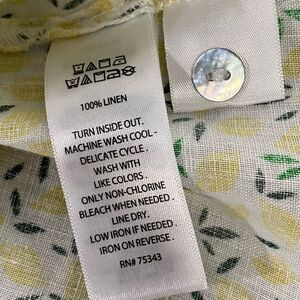 100% LINEN
TURN INSIDE OUT.
MACHINE WASH COOL -
DELICATE CYCLE.
WASH WITH
LIKE COLORS.
ONLY NON-CHLORINE
BLEACH WHEN NEEDED.
LINE DRY.
LOW IRON IF NEEDED.
IRON ON REVERSE.
RN# 75343